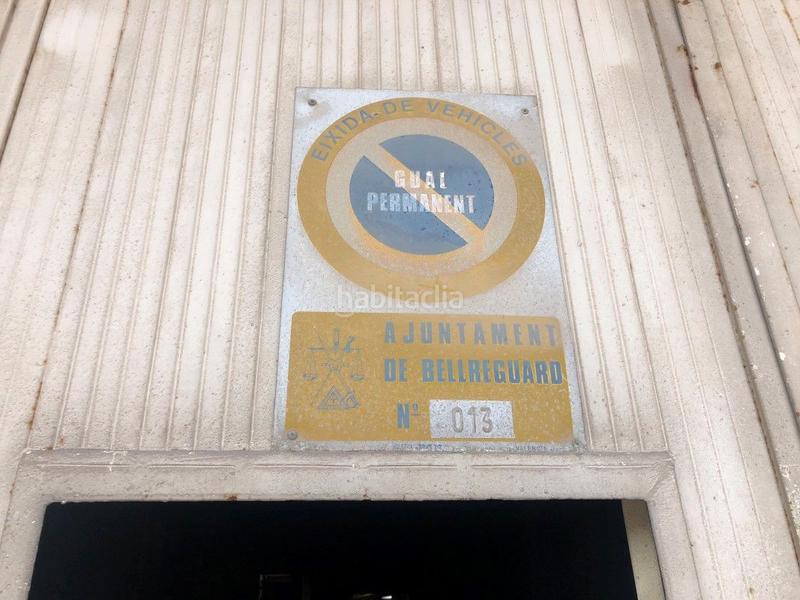 EIXIDA DE VEHICLES
GUAL
PERMANENT
habitaclia
AJUNTAMENT
DE BELLREGUARD
Nº 013